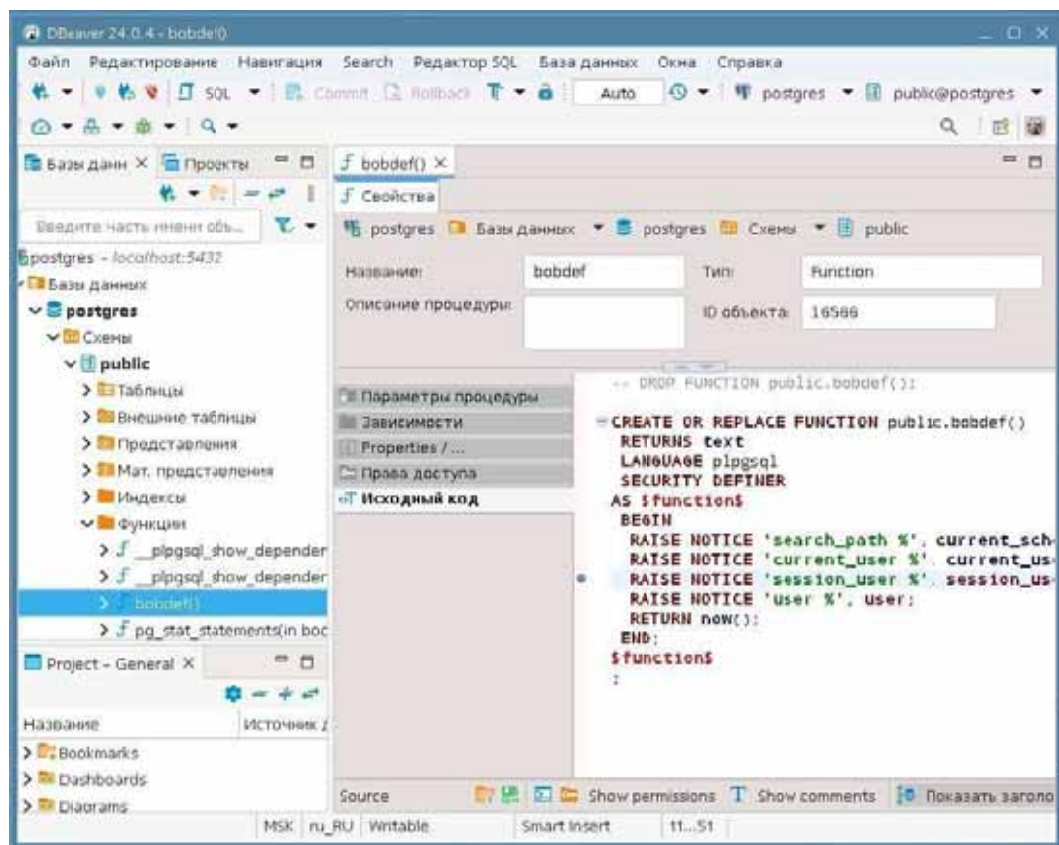 DBeaver 24.0.4 - bobdef()
Файл Редактирование Навигация Search Редактор SQL База данных Окна Справка
SQL Commit Rollback Auto postgres public@postgres
Базы данн Проекты
Введите часть имени объ...
postgres - localhost:5432
Базы данных
postgres
Схемы
public
Таблицы
Внешние таблицы
Представления
Мат. представления
Индексы
Функции
__plpgsql_show_depender
__plpgsql_show_depender
bobdef()
pg_stat_statements(in boc
Project - General
Название Источник д
Bookmarks
Dashboards
Diagrams
bobdef()
Свойства
postgres Базы данных postgres Схемы public
Название: bobdef Тип: Function
Описание процедуры: ID объекта: 16566
Параметры процедуры
Зависимости
Properties / ...
Права доступа
Исходный код
-- DROP FUNCTION public.bobdef();
CREATE OR REPLACE FUNCTION public.bobdef()
RETURNS text
LANGUAGE plpgsql
SECURITY DEFINER
AS $function$
BEGIN
RAISE NOTICE 'search_path %', current_sch
RAISE NOTICE 'current_user %', current_us
RAISE NOTICE 'session_user %', session_us
RAISE NOTICE 'user %', user;
RETURN now();
END;
$function$
;
Source Show permissions Show comments Показать заголо
MSK ru_RU Writable Smart Insert 11...51